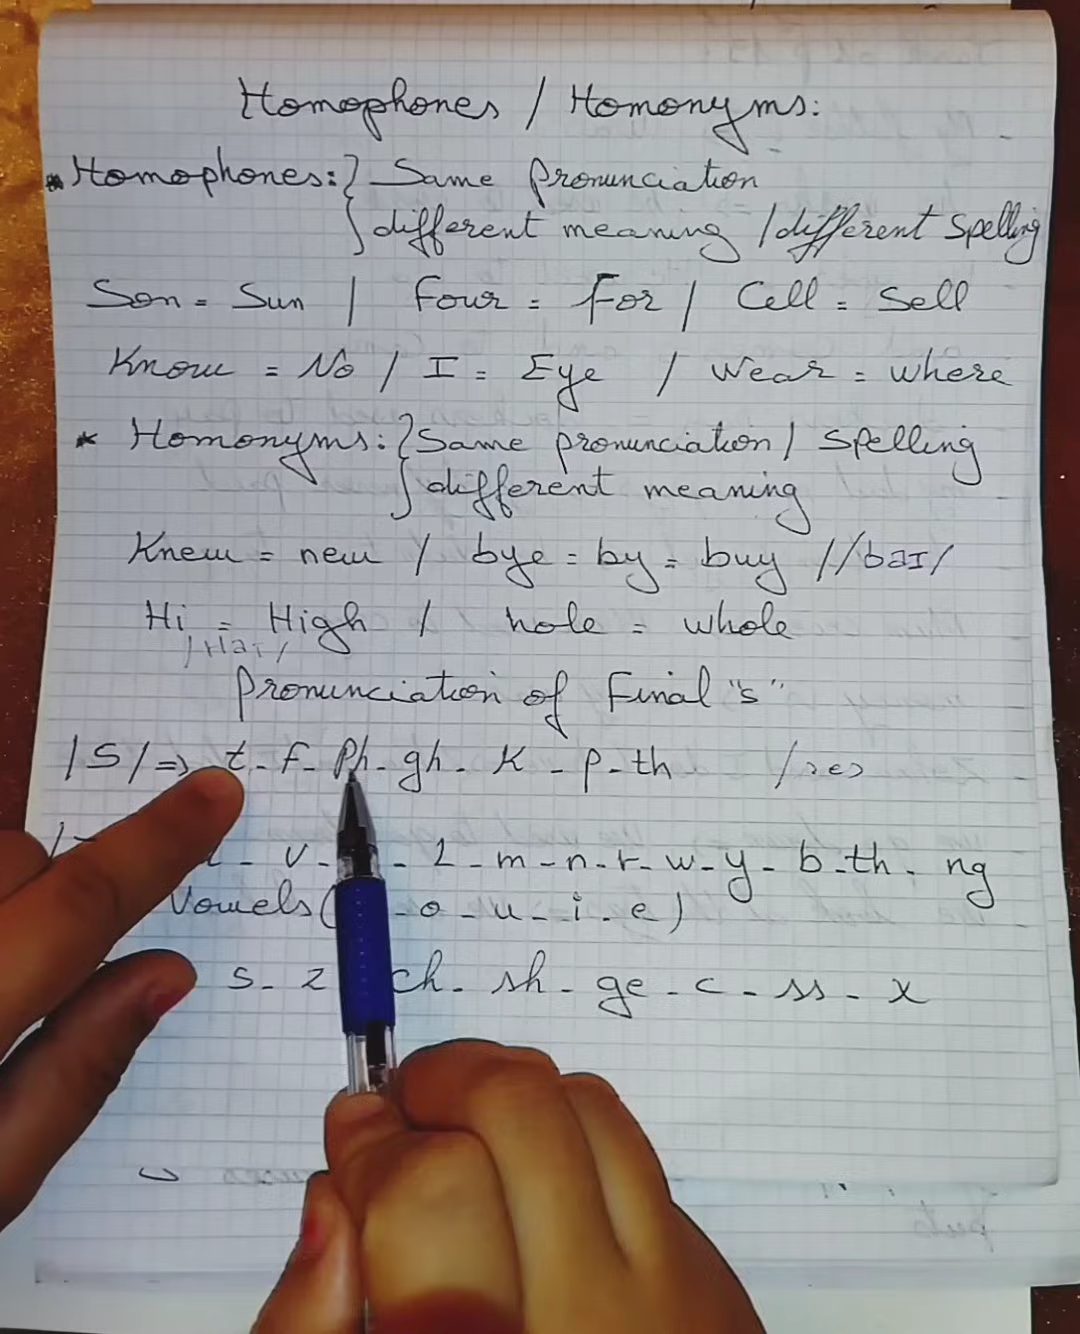 Homophones / Homonyms:
* Homophones: } Same pronunciation
different meaning / different spelling
Son = Sun | Four = For / Cell = Sell
Know = No / I = Eye / Wear = where
* Homonyms: } Same pronunciation / spelling
different meaning
Knew = new / bye = by = buy //baI/
Hi = High / hole = whole
/HaI/
Pronunciation of Final "s"
/S/ => t - f - Ph - gh - K - p - th
v - l - m - n - r - w - y - b - th - ng
Vowels ( - o - u - i - e)
s - z ch - sh - ge - c - ss - x